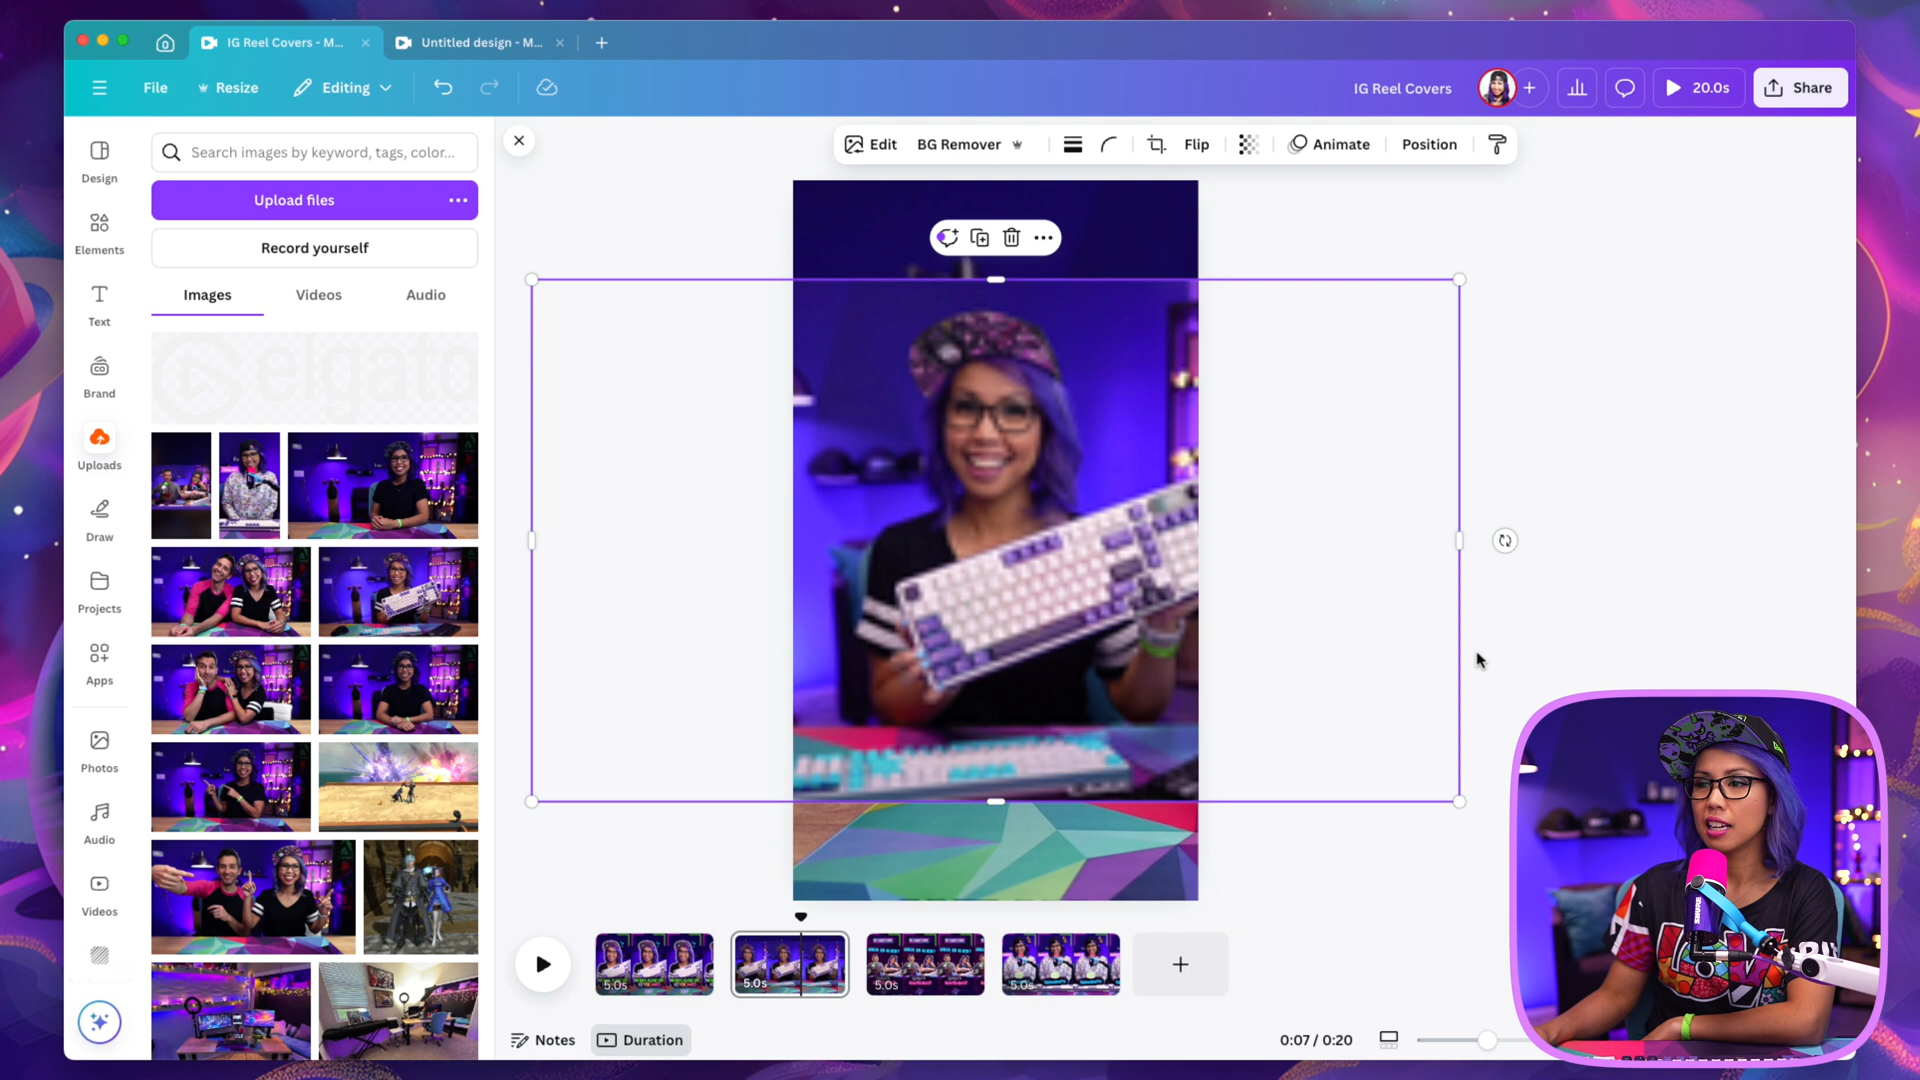 IG Reel Covers - M...
Untitled design - M...
File
Resize
Editing
IG Reel Covers
20.0s
Share
Design
Elements
Text
Brand
Uploads
Draw
Projects
Apps
Photos
Audio
Videos
Search images by keyword, tags, color...
Upload files
Record yourself
Images
Videos
Audio
elgato
Edit
BG Remover
Flip
Animate
Position
5.0s
5.0s
5.0s
5.0s
Notes
Duration
0:07 / 0:20
SHURE